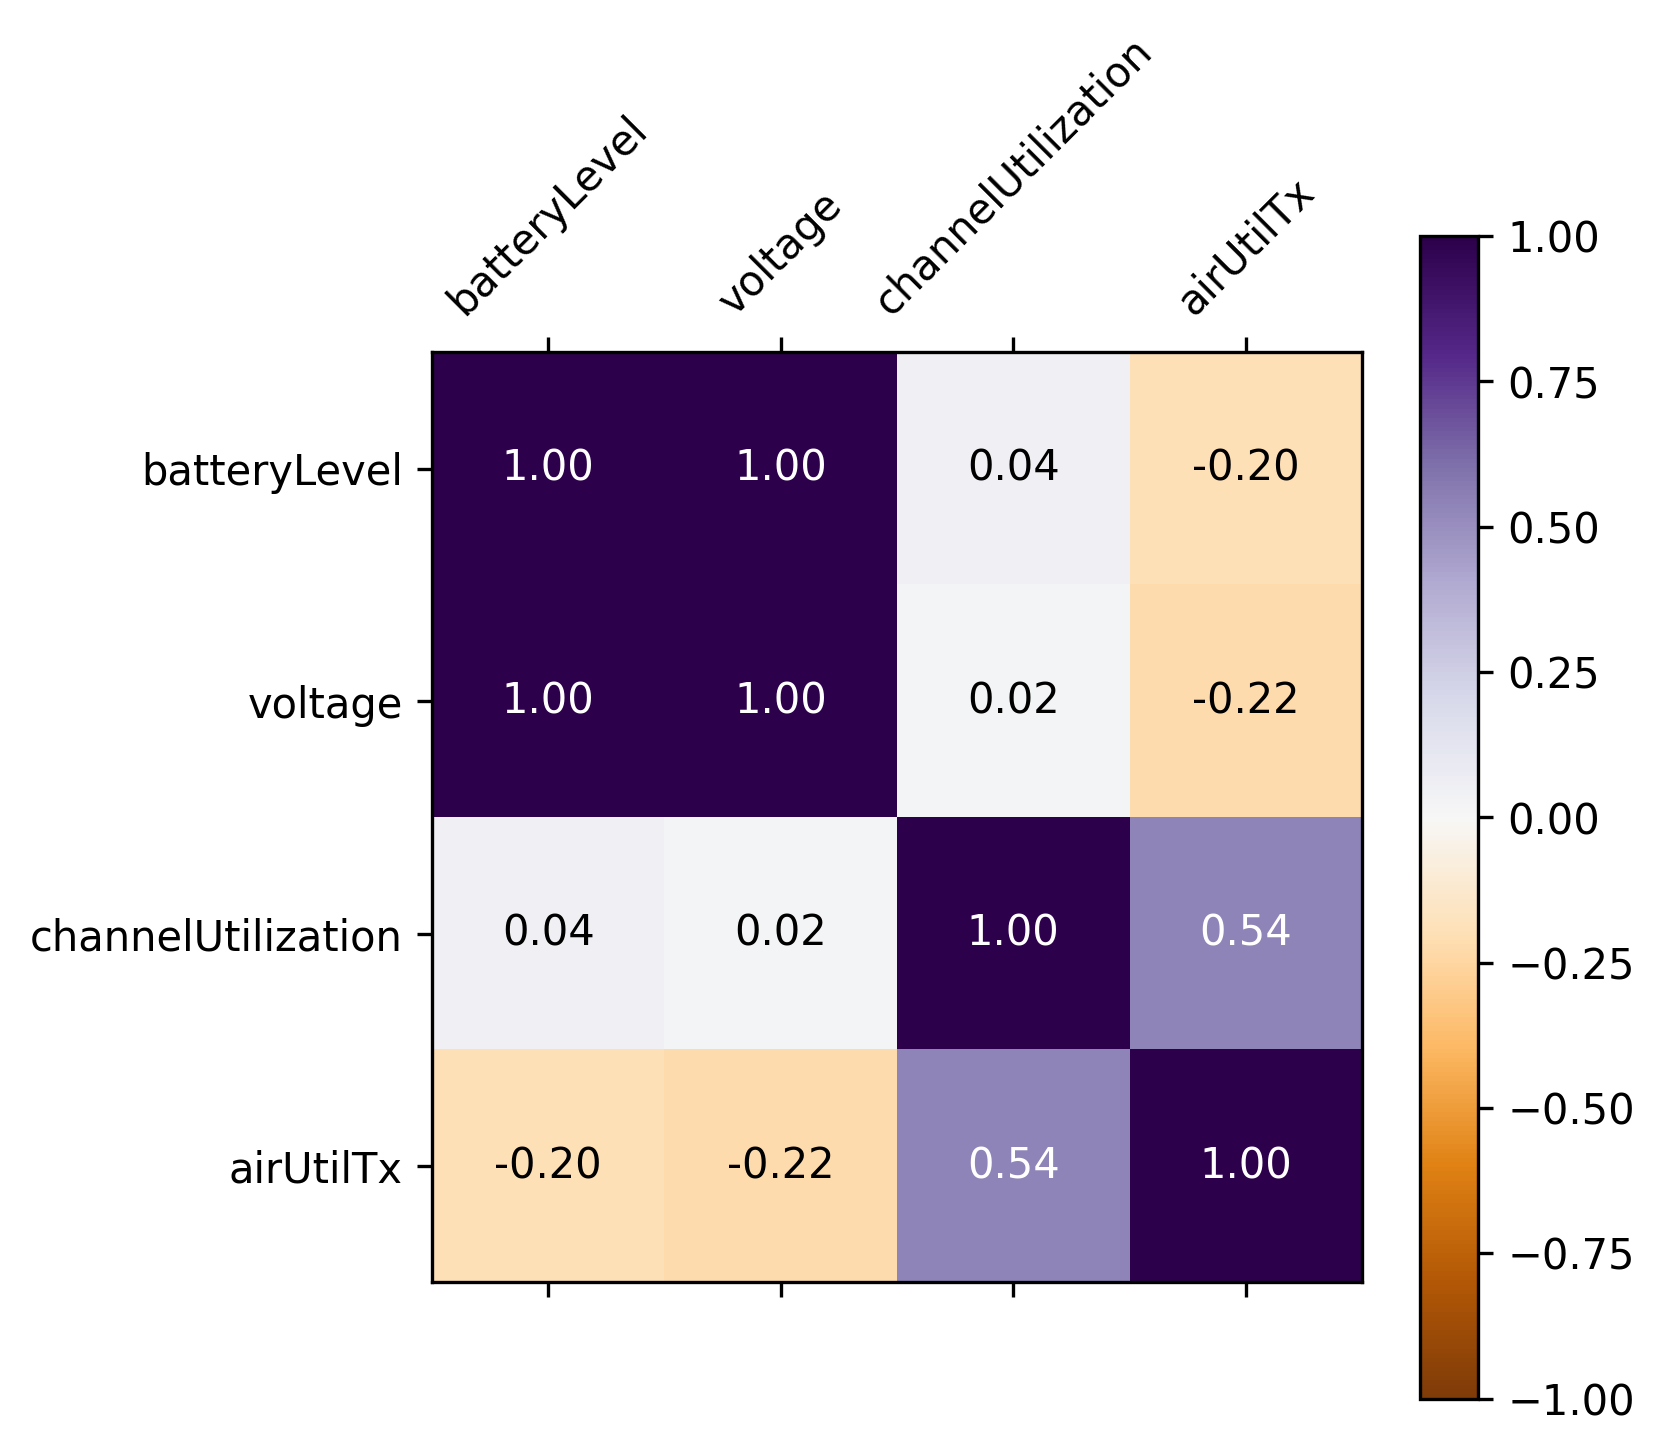 batteryLevel
voltage
channelUtilization
airUtilTx
batteryLevel 1.00 1.00 0.04 -0.20
voltage 1.00 1.00 0.02 -0.22
channelUtilization 0.04 0.02 1.00 0.54
airUtilTx -0.20 -0.22 0.54 1.00
1.00
0.75
0.50
0.25
0.00
−0.25
−0.50
−0.75
−1.00